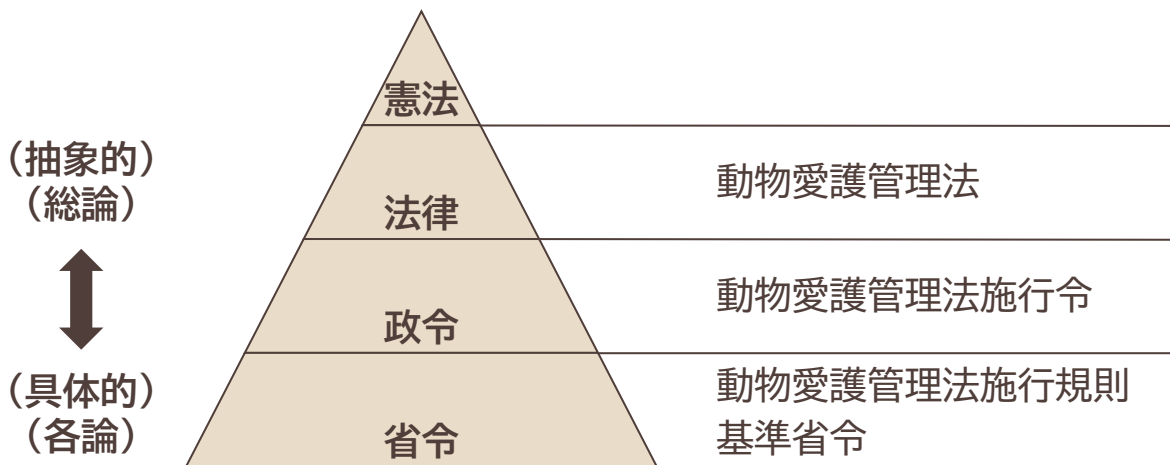 憲法
(抽象的)
(総論)
法律
動物愛護管理法
政令
動物愛護管理法施行令
(具体的)
(各論)
省令
動物愛護管理法施行規則
基準省令